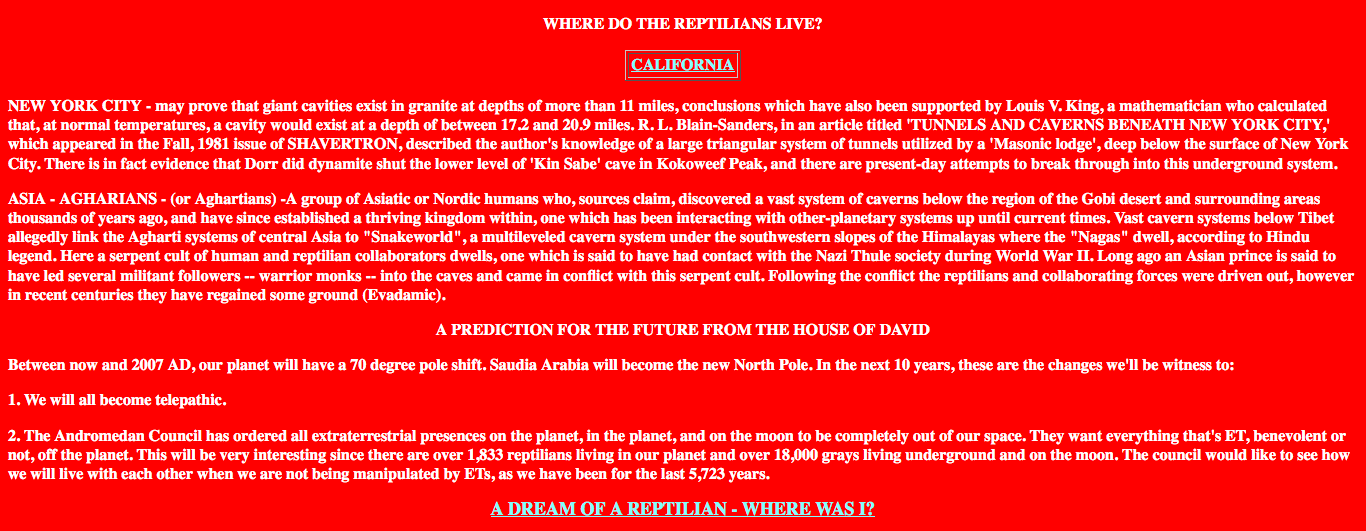 WHERE DO THE REPTILIANS LIVE?
CALIFORNIA
NEW YORK CITY - may prove that giant cavities exist in granite at depths of more than 11 miles, conclusions which have also been supported by Louis V. King, a mathematician who calculated
that, at normal temperatures, a cavity would exist at a depth of between 17.2 and 20.9 miles. R. L. Blain-Sanders, in an article titled 'TUNNELS AND CAVERNS BENEATH NEW YORK CITY,'
which appeared in the Fall, 1981 issue of SHAVERTRON, described the author's knowledge of a large triangular system of tunnels utilized by a 'Masonic lodge', deep below the surface of New York
City. There is in fact evidence that Dorr did dynamite shut the lower level of 'Kin Sabe' cave in Kokoweef Peak, and there are present-day attempts to break through into this underground system.
ASIA - AGHARIANS - (or Aghartians) -A group of Asiatic or Nordic humans who, sources claim, discovered a vast system of caverns below the region of the Gobi desert and surrounding areas
thousands of years ago, and have since established a thriving kingdom within, one which has been interacting with other-planetary systems up until current times. Vast cavern systems below Tibet
allegedly link the Agharti systems of central Asia to "Snakeworld", a multileveled cavern system under the southwestern slopes of the Himalayas where the "Nagas" dwell, according to Hindu
legend. Here a serpent cult of human and reptilian collaborators dwells, one which is said to have had contact with the Nazi Thule society during World War II. Long ago an Asian prince is said to
have led several militant followers -- warrior monks -- into the caves and came in conflict with this serpent cult. Following the conflict the reptilians and collaborating forces were driven out, however
in recent centuries they have regained some ground (Evadamic).
A PREDICTION FOR THE FUTURE FROM THE HOUSE OF DAVID
Between now and 2007 AD, our planet will have a 70 degree pole shift. Saudia Arabia will become the new North Pole. In the next 10 years, these are the changes we'll be witness to:
1. We will all become telepathic.
2. The Andromedan Council has ordered all extraterrestrial presences on the planet, in the planet, and on the moon to be completely out of our space. They want everything that's ET, benevolent or
not, off the planet. This will be very interesting since there are over 1,833 reptilians living in our planet and over 18,000 grays living underground and on the moon. The council would like to see how
we will live with each other when we are not being manipulated by ETs, as we have been for the last 5,723 years.
A DREAM OF A REPTILIAN - WHERE WAS I?